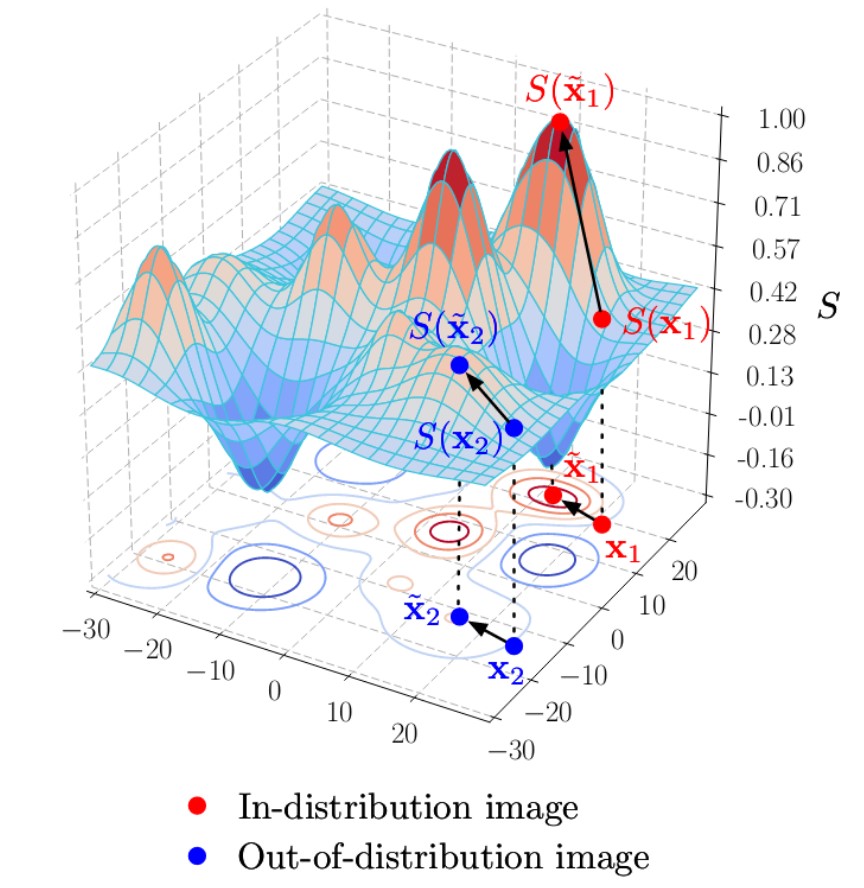 S(x̃₁)
1.00
0.86
0.71
0.57
0.42
S
S(x̃₂)
S(x₁)
0.28
0.13
S(x₂)
-0.01
x̃₁
-0.16
-0.30
x₁
20
x̃₂
10
−30
0
−20
x₂
−10
−10
0
−20
10
20
−30
In-distribution image
Out-of-distribution image